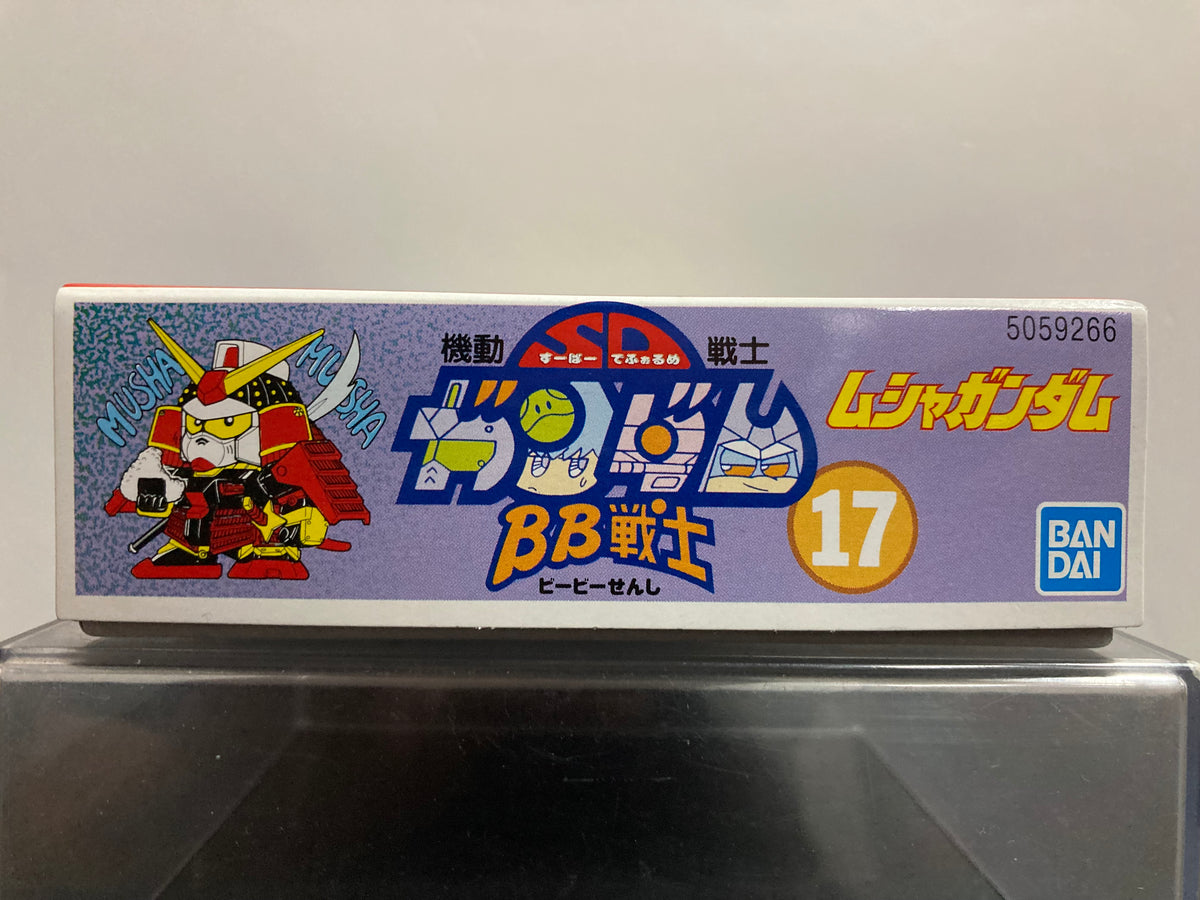 MUSHA
MUSHA
機動
SD
戦士
すーぱー でふぉるめ
ガンダム
BB戦士
ビービーせんし
5059266
ムシャガンダム
17
BAN
DAI